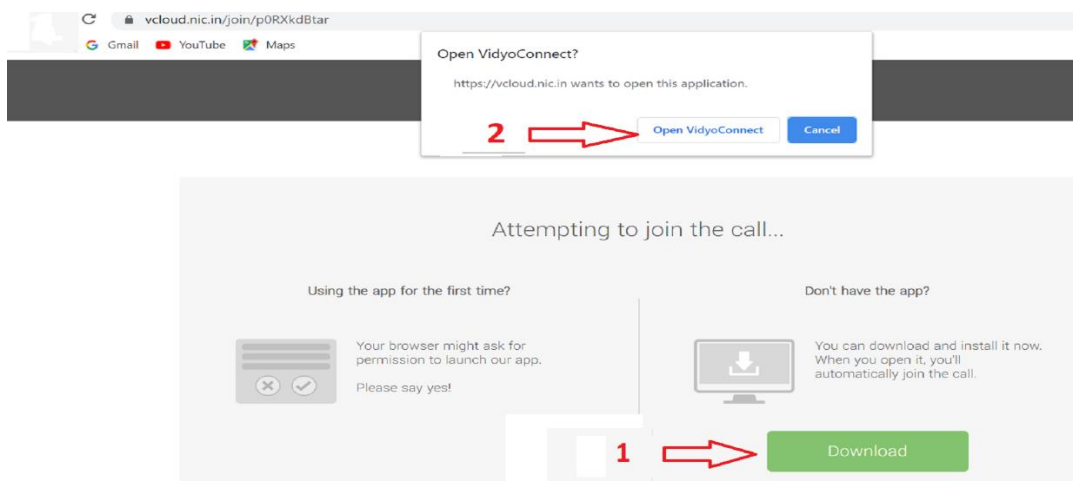 vcloud.nic.in/join/p0RXkdBtar
Gmail YouTube Maps
Open VidyoConnect?
https://vcloud.nic.in wants to open this application.
2 Open VidyoConnect Cancel
Attempting to join the call...
Using the app for the first time?
Your browser might ask for
permission to launch our app.
Please say yes!
Don't have the app?
You can download and install it now.
When you open it, you'll
automatically join the call.
1 Download